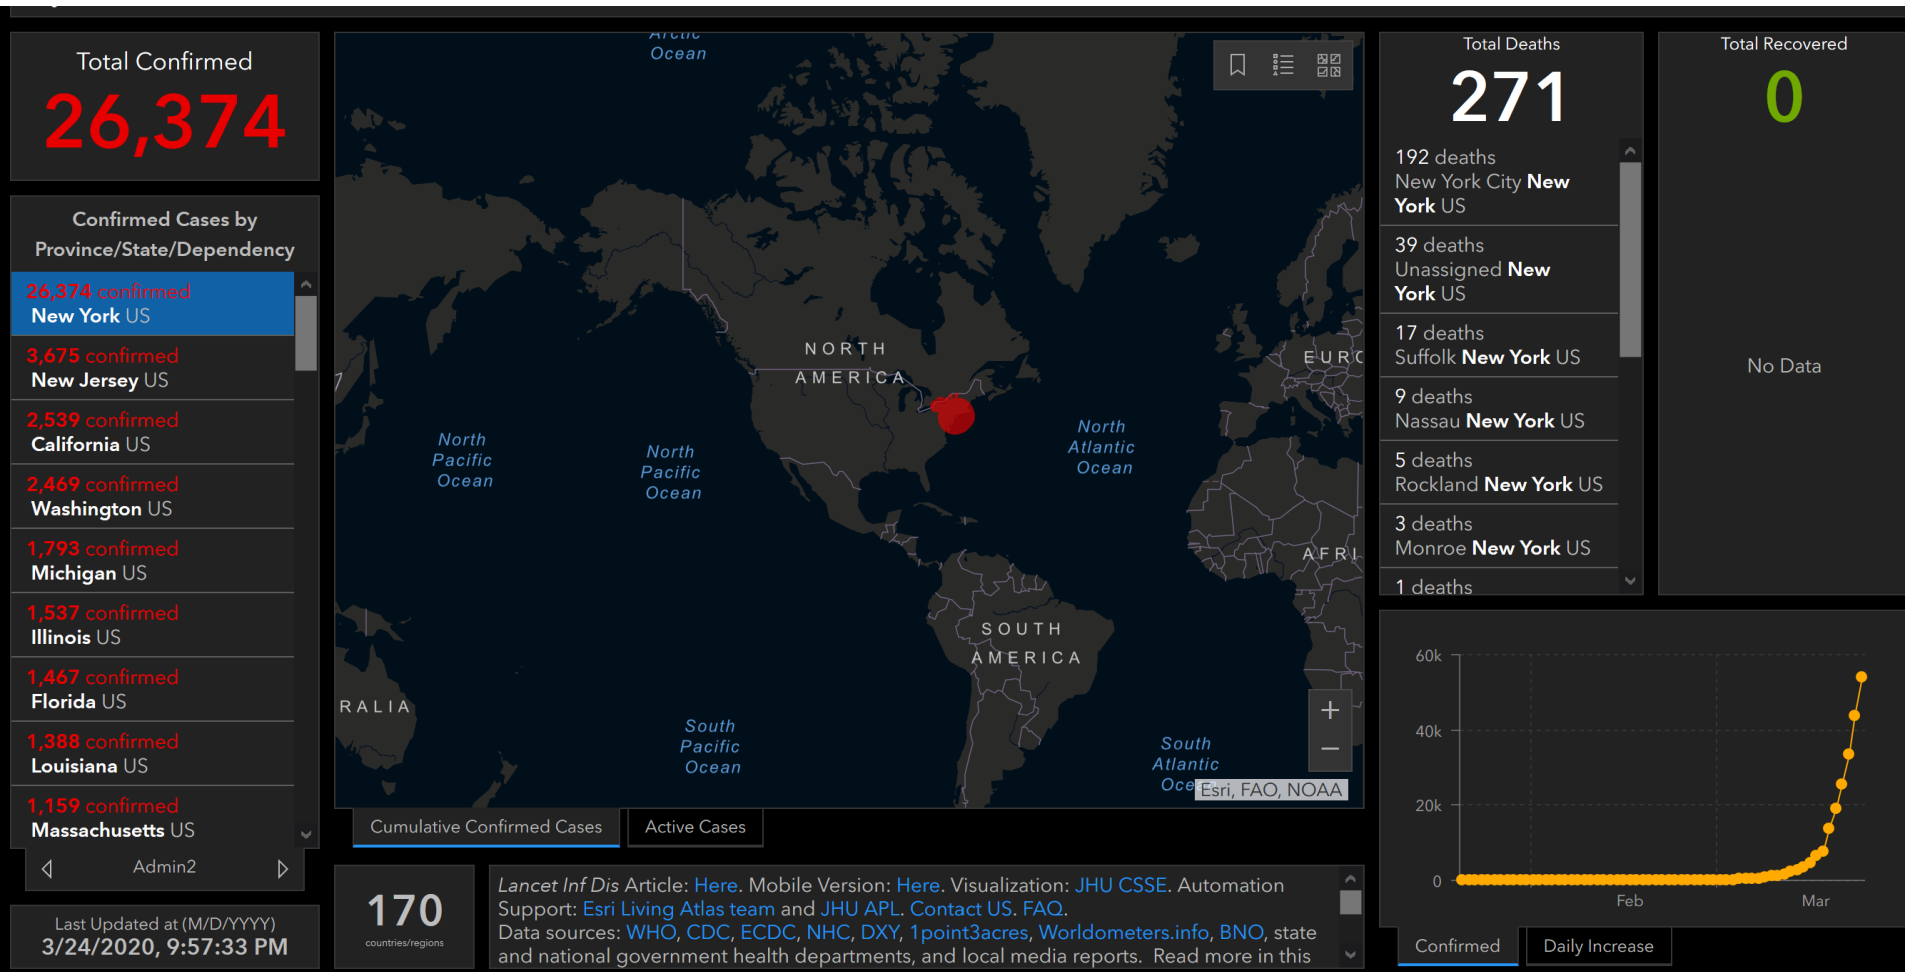 Total Confirmed
26,374
Confirmed Cases by
Province/State/Dependency
26,374 confirmed
New York US
3,675 confirmed
New Jersey US
2,539 confirmed
California US
2,469 confirmed
Washington US
1,793 confirmed
Michigan US
1,537 confirmed
Illinois US
1,467 confirmed
Florida US
1,388 confirmed
Louisiana US
1,159 confirmed
Massachusetts US
Admin2
Last Updated at (M/D/YYYY)
3/24/2020, 9:57:33 PM
Arctic
Ocean
NORTH
AMERICA
North
Pacific
Ocean
North
Pacific
Ocean
North
Atlantic
Ocean
EURO
AFRI
SOUTH
AMERICA
RALIA
South
Pacific
Ocean
South
Atlantic
Oce
Esri, FAO, NOAA
Cumulative Confirmed Cases
Active Cases
170
countries/regions
Lancet Inf Dis Article: Here. Mobile Version: Here. Visualization: JHU CSSE. Automation
Support: Esri Living Atlas team and JHU APL. Contact US. FAQ.
Data sources: WHO, CDC, ECDC, NHC, DXY, 1point3acres, Worldometers.info, BNO, state
and national government health departments, and local media reports. Read more in this
Total Deaths
271
192 deaths
New York City New
York US
39 deaths
Unassigned New
York US
17 deaths
Suffolk New York US
9 deaths
Nassau New York US
5 deaths
Rockland New York US
3 deaths
Monroe New York US
1 deaths
Total Recovered
0
No Data
60k
40k
20k
0
Feb
Mar
Confirmed
Daily Increase